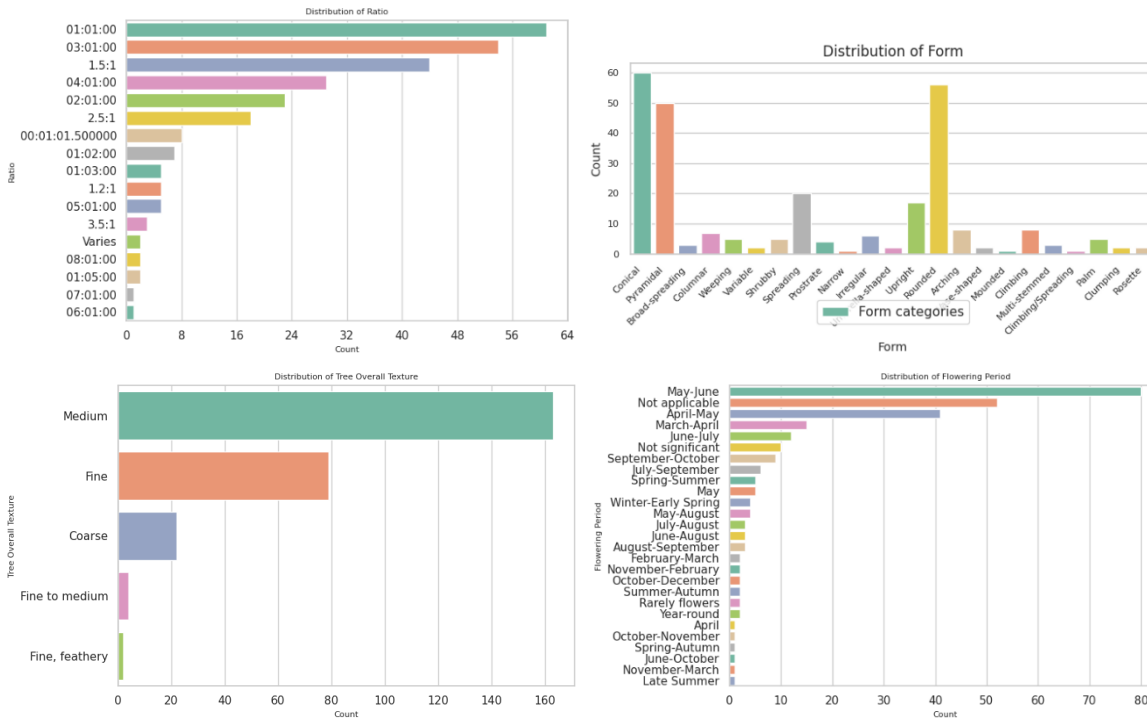 Distribution of Ratio
01:01:00
03:01:00
1.5:1
04:01:00
02:01:00
2.5:1
00:01:01.500000
01:02:00
01:03:00
1.2:1
05:01:00
3.5:1
Varies
08:01:00
01:05:00
07:01:00
06:01:00
Ratio
0 8 16 24 32 40 48 56 64
Count
Distribution of Form
60
50
40
30
20
10
0
Count
Conical
Pyramidal
Broad-spreading
Columnar
Weeping
Variable
Shrubby
Spreading
Prostrate
Narrow
Irregular
Upright
Rounded
Arching
Mounded
Climbing
Multi-stemmed
Climbing/Spreading
Palm
Clumping
Rosette
Form categories
Form
Distribution of Tree Overall Texture
Medium
Fine
Coarse
Fine to medium
Fine, feathery
Tree Overall Texture
0 20 40 60 80 100 120 140 160
Count
Distribution of Flowering Period
May-June
Not applicable
April-May
March-April
June-July
Not significant
September-October
July-September
Spring-Summer
May
Winter-Early Spring
May-August
July-August
June-August
August-September
February-March
November-February
October-December
Summer-Autumn
Rarely flowers
Year-round
April
October-November
Spring-Autumn
June-October
November-March
Late Summer
Flowering Period
0 10 20 30 40 50 60 70 80
Count